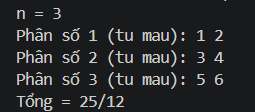 n = 3
Phân số 1 (tu mau): 1 2
Phân số 2 (tu mau): 3 4
Phân số 3 (tu mau): 5 6
Tổng = 25/12